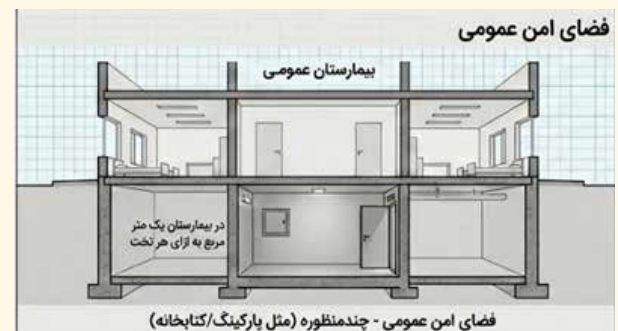 فضای امن عمومی
بیمارستان عمومی
در بیمارستان یک متر
مربع به ازای هر تخت
فضای امن عمومی - چندمنظوره (مثل پارکینگ/کتابخانه)